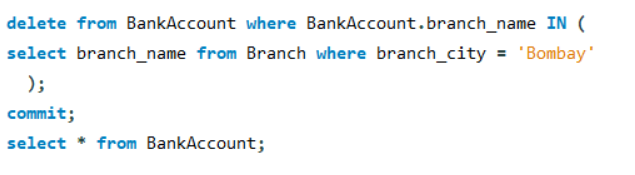 delete from BankAccount where BankAccount.branch_name IN (
select branch_name from Branch where branch_city = 'Bombay'
);
commit;
select * from BankAccount;